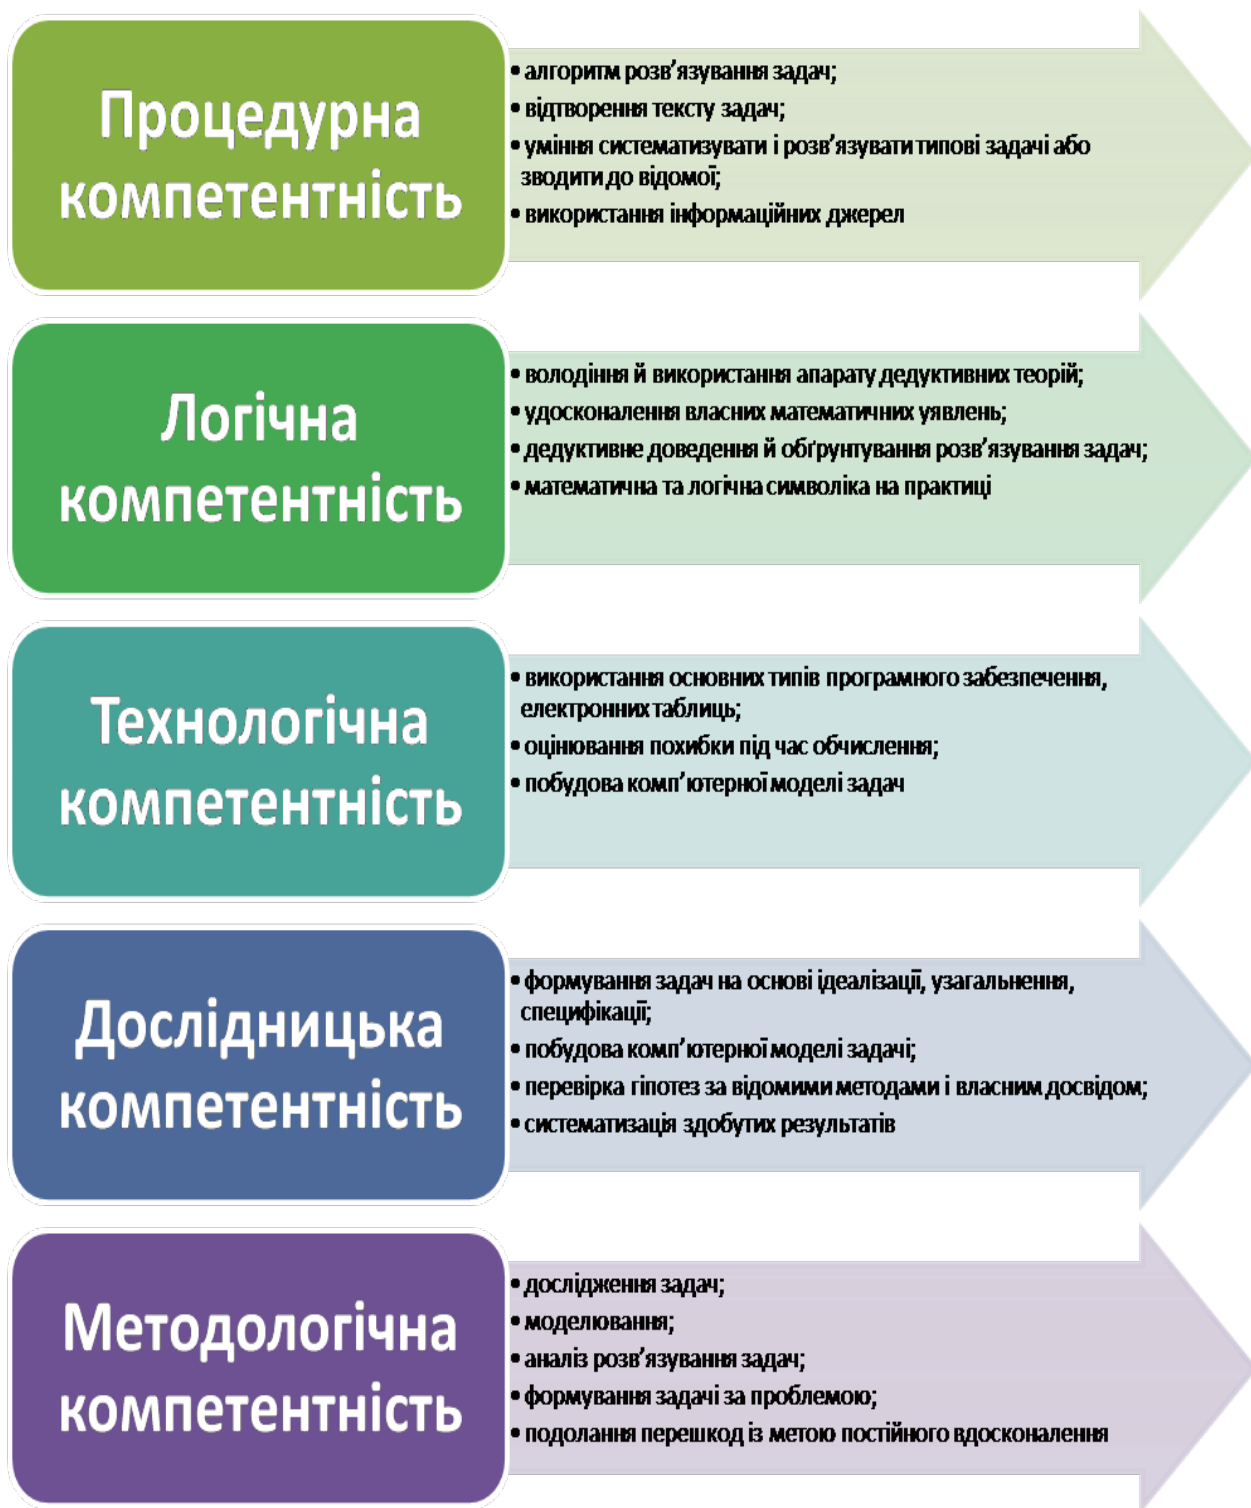 Процедурна
компетентність
• алгоритм розв’язування задач;
• відтворення тексту задач;
• уміння систематизувати і розв’язувати типові задачі або
зводити до відомої;
• використання інформаційних джерел
Логічна
компетентність
• володіння й використання апарату дедуктивних теорій;
• удосконалення власних математичних уявлень;
• дедуктивне доведення й обґрунтування розв’язування задач;
• математична та логічна символіка на практиці
Технологічна
компетентність
• використання основних типів програмного забезпечення,
електронних таблиць;
• оцінювання похибки під час обчислення;
• побудова комп’ютерної моделі задач
Дослідницька
компетентність
• формування задач на основі ідеалізації, узагальнення,
специфікації;
• побудова комп’ютерної моделі задачі;
• перевірка гіпотез за відомими методами і власним досвідом;
• систематизація здобутих результатів
Методологічна
компетентність
• дослідження задач;
• моделювання;
• аналіз розв’язування задач;
• формування задачі за проблемою;
• подолання перешкод із метою постійного вдосконалення